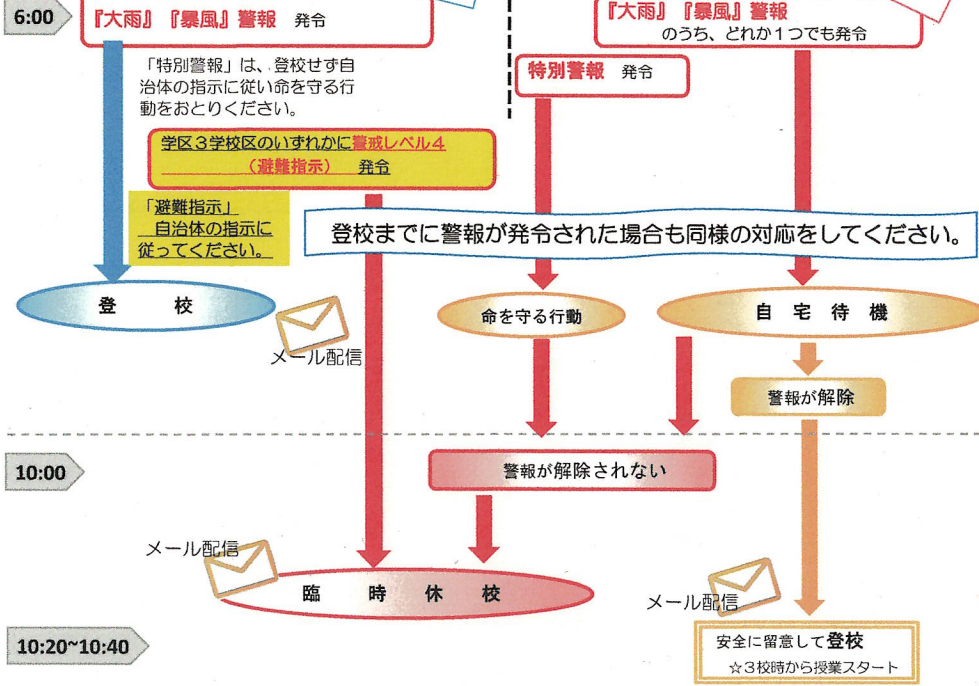 6:00
『大雨』『暴風』警報 発令
『大雨』『暴風』警報
のうち、どれか1つでも発令
「特別警報」は、登校せず自
治体の指示に従い命を守る行
動をおとりください。
特別警報 発令
学区3学校区のいずれかに警戒レベル4
(避難指示) 発令
「避難指示」
自治体の指示に
従ってください。
登校までに警報が発令された場合も同様の対応をしてください。
登校
メール配信
命を守る行動
自宅待機
警報が解除
10:00
警報が解除されない
メール配信
臨時休校
メール配信
10:20~10:40
安全に留意して登校
☆3校時から授業スタート